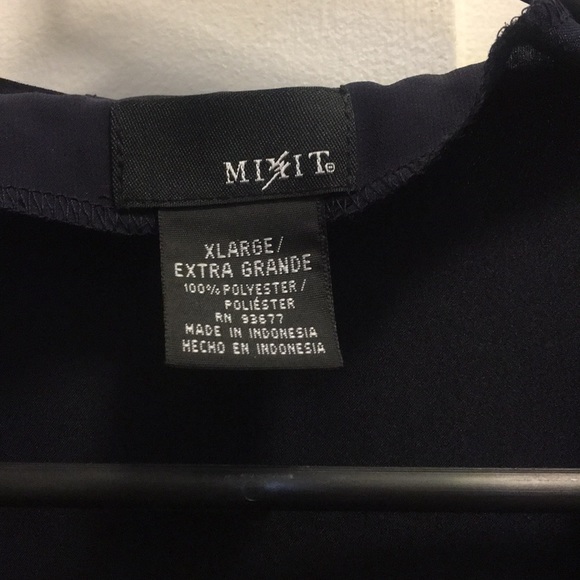 MIXIT®
XLARGE/
EXTRA GRANDE
100% POLYESTER/
POLIÉSTER
RN 93677
MADE IN INDONESIA
HECHO EN INDONESIA